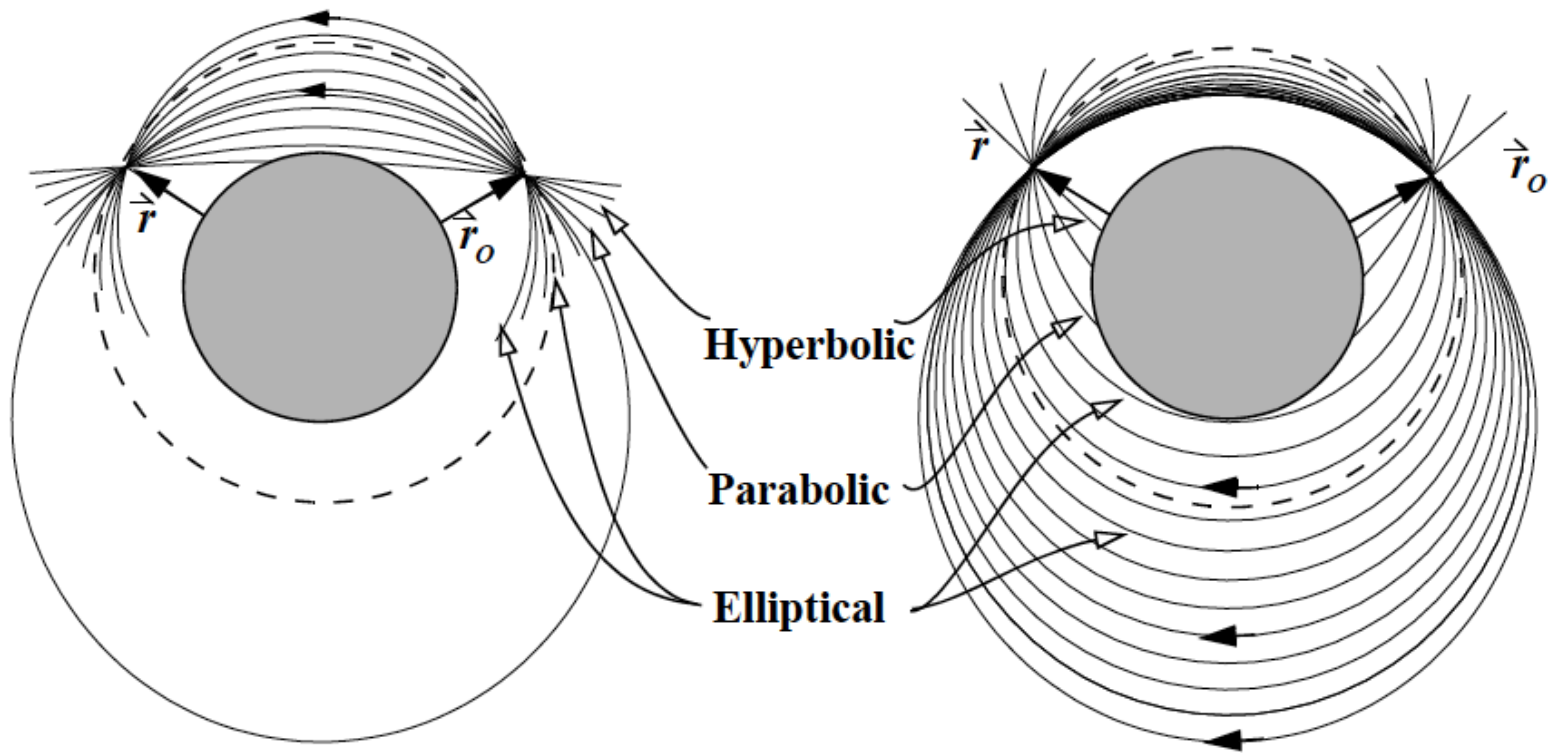 r⃗
r⃗o
r⃗
r⃗o
Hyperbolic
Parabolic
Elliptical